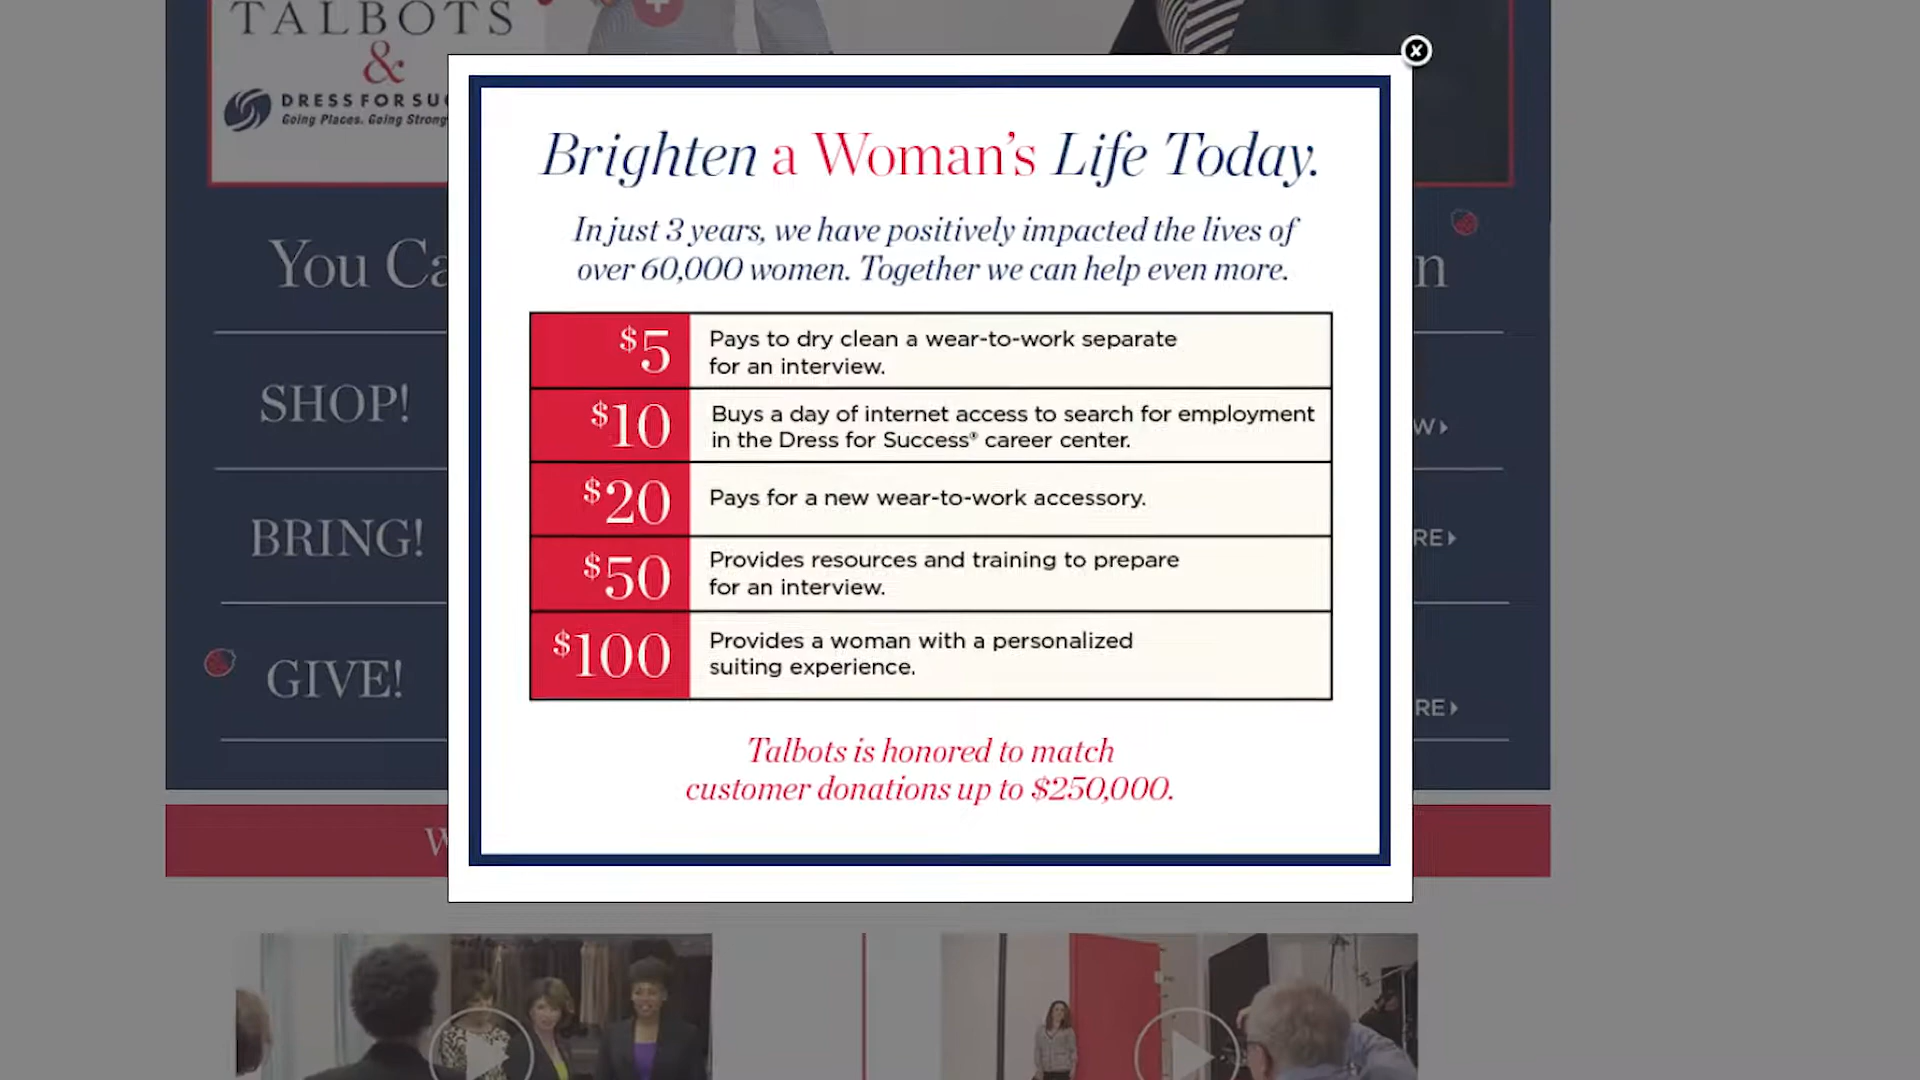 TALBOTS
&
DRESS FOR SU
Going Places. Going Strong
You Ca
SHOP!
BRING!
GIVE!
Brighten a Woman's Life Today.
In just 3 years, we have positively impacted the lives of
over 60,000 women. Together we can help even more.
$5 Pays to dry clean a wear-to-work separate
for an interview.
$10 Buys a day of internet access to search for employment
in the Dress for Success® career center.
$20 Pays for a new wear-to-work accessory.
$50 Provides resources and training to prepare
for an interview.
$100 Provides a woman with a personalized
suiting experience.
Talbots is honored to match
customer donations up to $250,000.
n
W
RE
RE
W